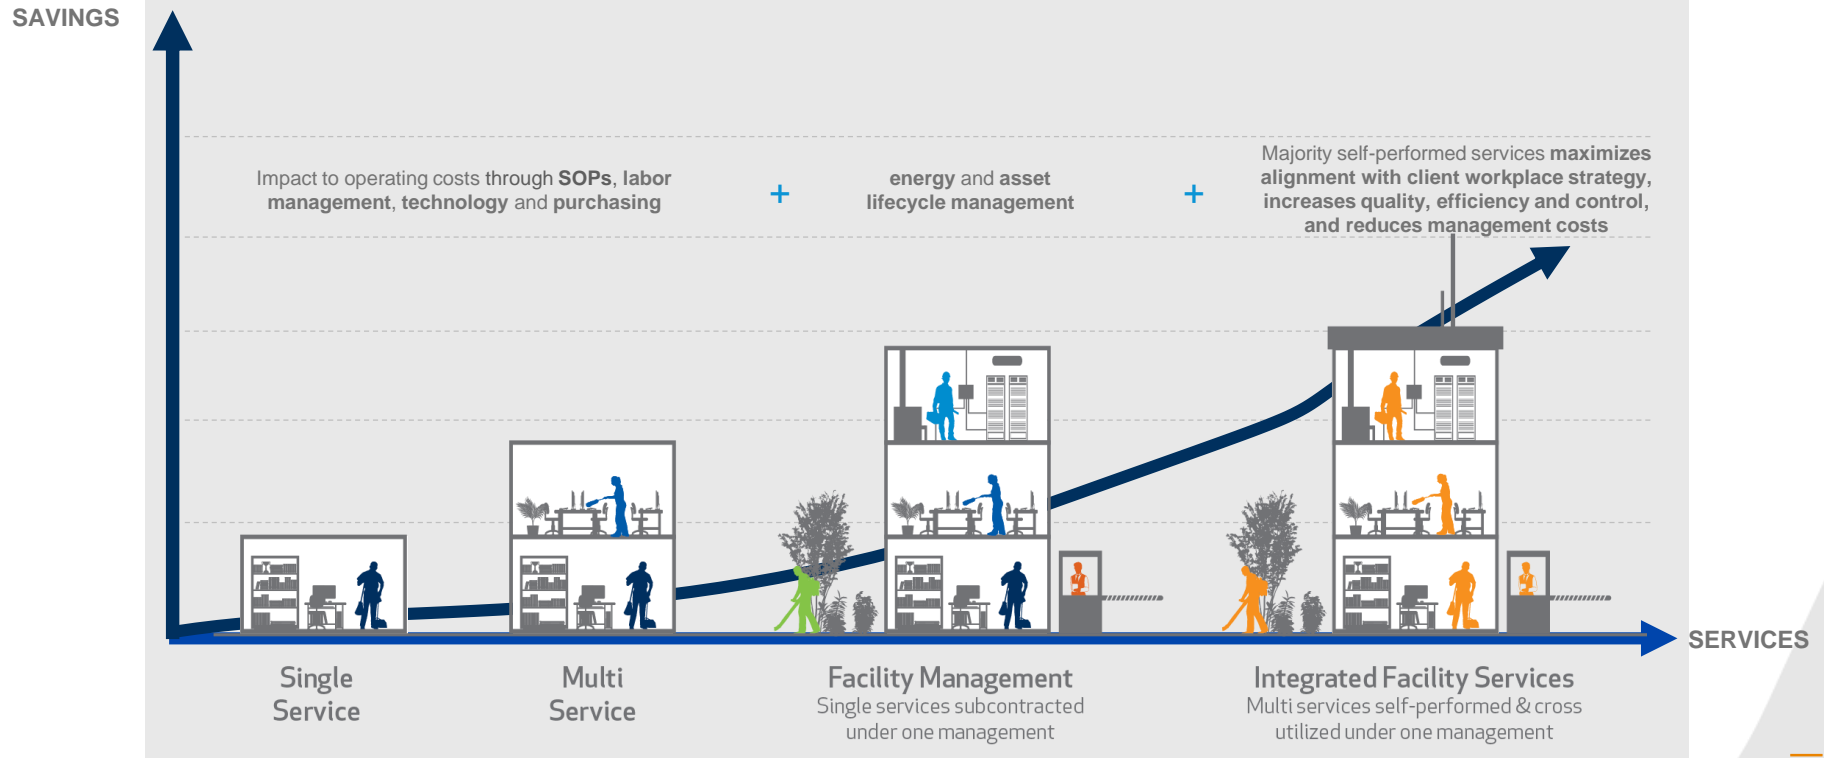 SAVINGS
Impact to operating costs through SOPs, labor
management, technology and purchasing
+
energy and asset
lifecycle management
+
Majority self-performed services maximizes
alignment with client workplace strategy,
increases quality, efficiency and control,
and reduces management costs
SERVICES
Single
Service
Multi
Service
Facility Management
Single services subcontracted
under one management
Integrated Facility Services
Multi services self-performed & cross
utilized under one management